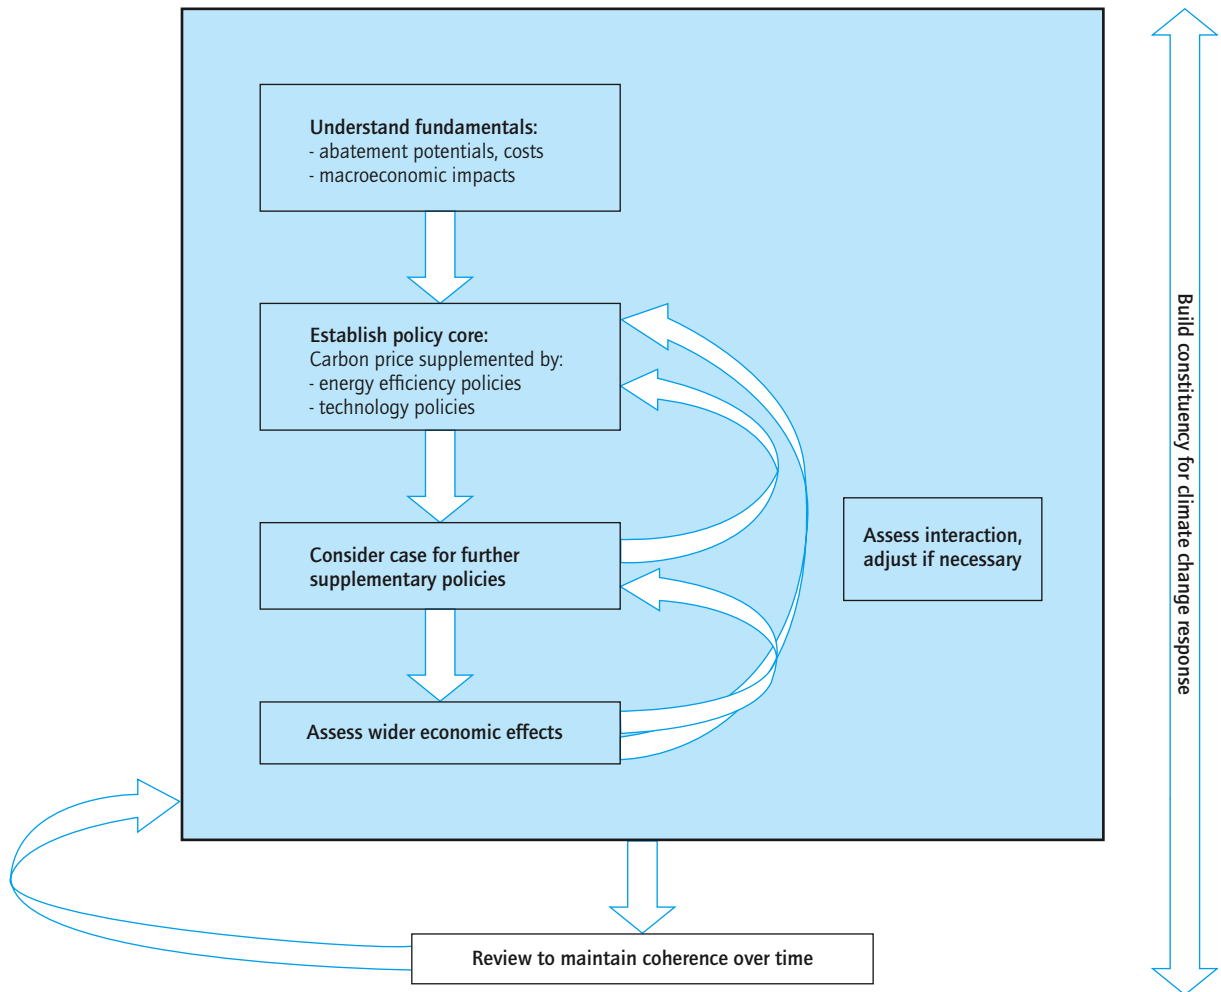 Understand fundamentals:
- abatement potentials, costs
- macroeconomic impacts
Establish policy core:
Carbon price supplemented by:
- energy efficiency policies
- technology policies
Consider case for further
supplementary policies
Assess wider economic effects
Assess interaction,
adjust if necessary
Review to maintain coherence over time
Build constituency for climate change response